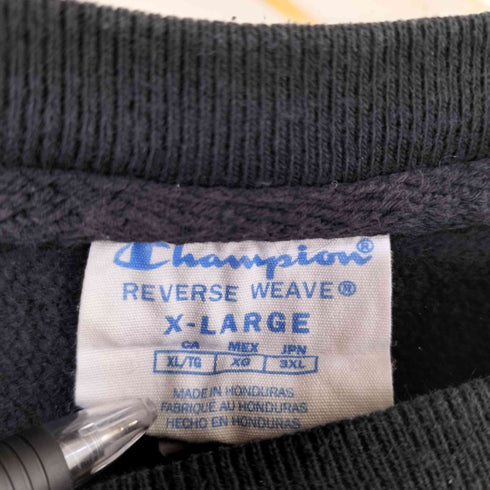 Champion®
REVERSE WEAVE®
X-LARGE
CA MEX JPN
XL/TG XG 3XL
MADE IN HONDURAS
FABRIQUE AU HONDURAS
HECHO EN HONDURAS